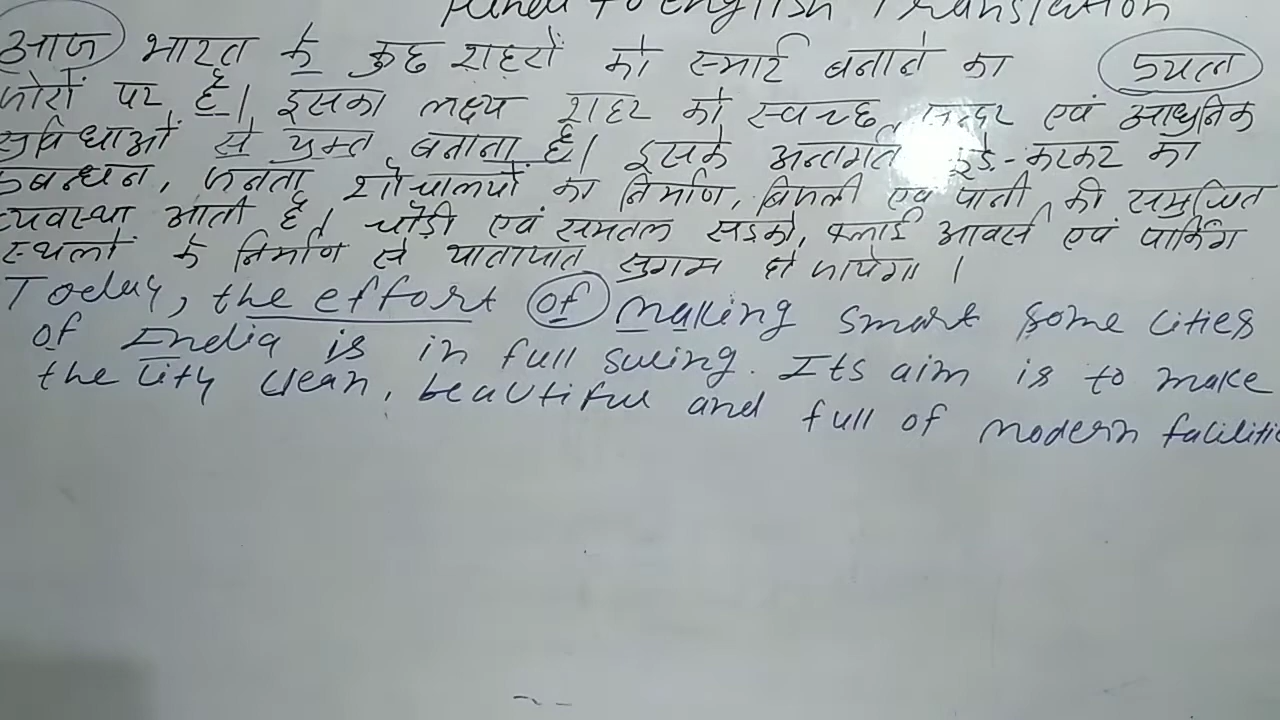 Hindi to English Translation
आज भारत के कुछ शहरों को स्मार्ट बनाने का प्रयत्न
जोरों पर है। इसका लक्ष्य शहर को स्वच्छ सुन्दर एवं आधुनिक
सुविधाओं से युक्त बनाना है। इसके अन्तर्गत कूड़े-करकट का
प्रबन्धन, जनता शौचालयों का निर्माण, बिजली एवं पानी की समुचित
व्यवस्था आती है। चौड़ी एवं समतल सड़कों, फ्लाई ओवर्स एवं पार्किंग
स्थलों के निर्माण से यातायात सुगम हो जायेगा ।
Today, the effort of making smart some cities
of India is in full swing. Its aim is to make
the city clean, beautiful and full of modern faciliti